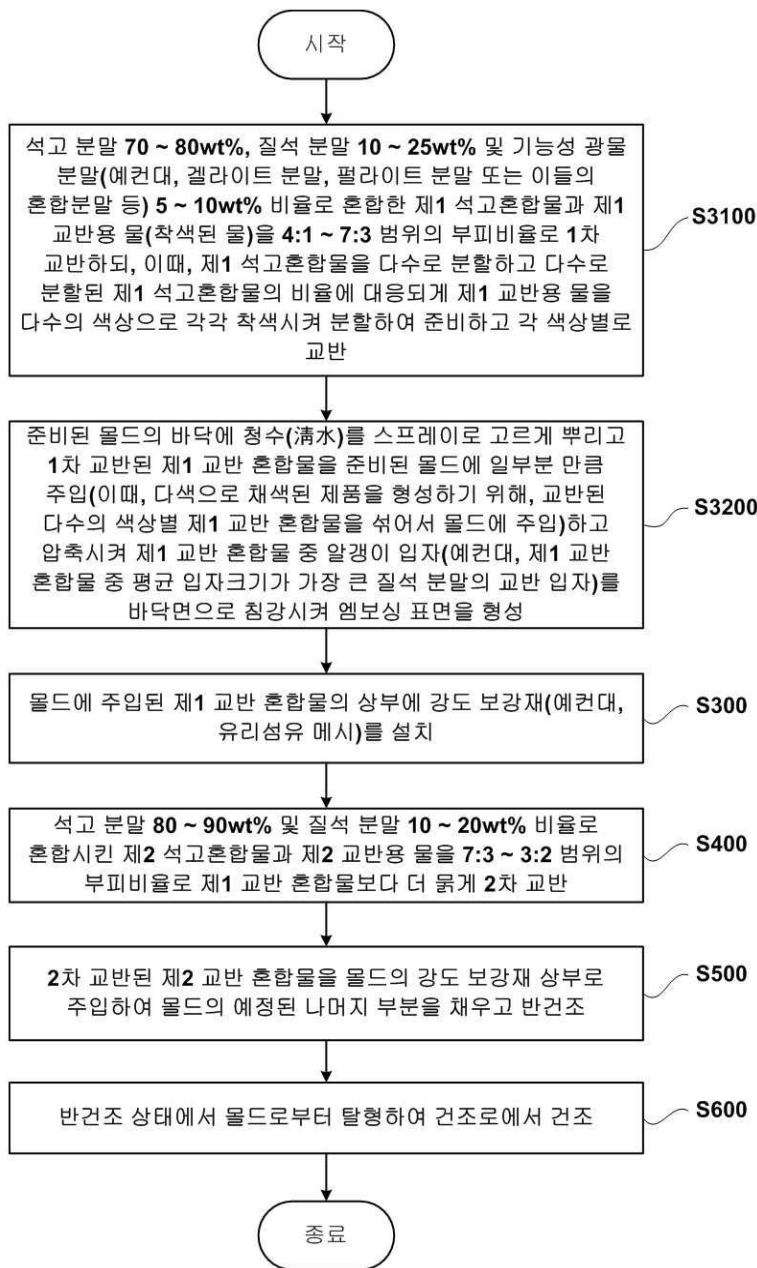 시작
석고 분말 70 ~ 80wt%, 질석 분말 10 ~ 25wt% 및 기능성 광물
분말(예컨대, 겔라이트 분말, 펄라이트 분말 또는 이들의
혼합분말 등) 5 ~ 10wt% 비율로 혼합한 제1 석고혼합물과 제1
교반용 물(착색된 물)을 4:1 ~ 7:3 범위의 부피비율로 1차
교반하되, 이때, 제1 석고혼합물을 다수로 분할하고 다수로
분할된 제1 석고혼합물의 비율에 대응되게 제1 교반용 물을
다수의 색상으로 각각 착색시켜 분할하여 준비하고 각 색상별로
교반
S3100
준비된 몰드의 바닥에 청수(淸水)를 스프레이로 고르게 뿌리고
1차 교반된 제1 교반 혼합물을 준비된 몰드에 일부분 만큼
주입(이때, 다색으로 채색된 제품을 형성하기 위해, 교반된
다수의 색상별 제1 교반 혼합물을 섞어서 몰드에 주입)하고
압축시켜 제1 교반 혼합물 중 알갱이 입자(예컨대, 제1 교반
혼합물 중 평균 입자크기가 가장 큰 질석 분말의 교반 입자)를
바닥면으로 침강시켜 엠보싱 표면을 형성
S3200
몰드에 주입된 제1 교반 혼합물의 상부에 강도 보강재(예컨대,
유리섬유 메시)를 설치
S300
석고 분말 80 ~ 90wt% 및 질석 분말 10 ~ 20wt% 비율로
혼합시킨 제2 석고혼합물과 제2 교반용 물을 7:3 ~ 3:2 범위의
부피비율로 제1 교반 혼합물보다 더 묽게 2차 교반
S400
2차 교반된 제2 교반 혼합물을 몰드의 강도 보강재 상부로
주입하여 몰드의 예정된 나머지 부분을 채우고 반건조
S500
반건조 상태에서 몰드로부터 탈형하여 건조로에서 건조
S600
종료